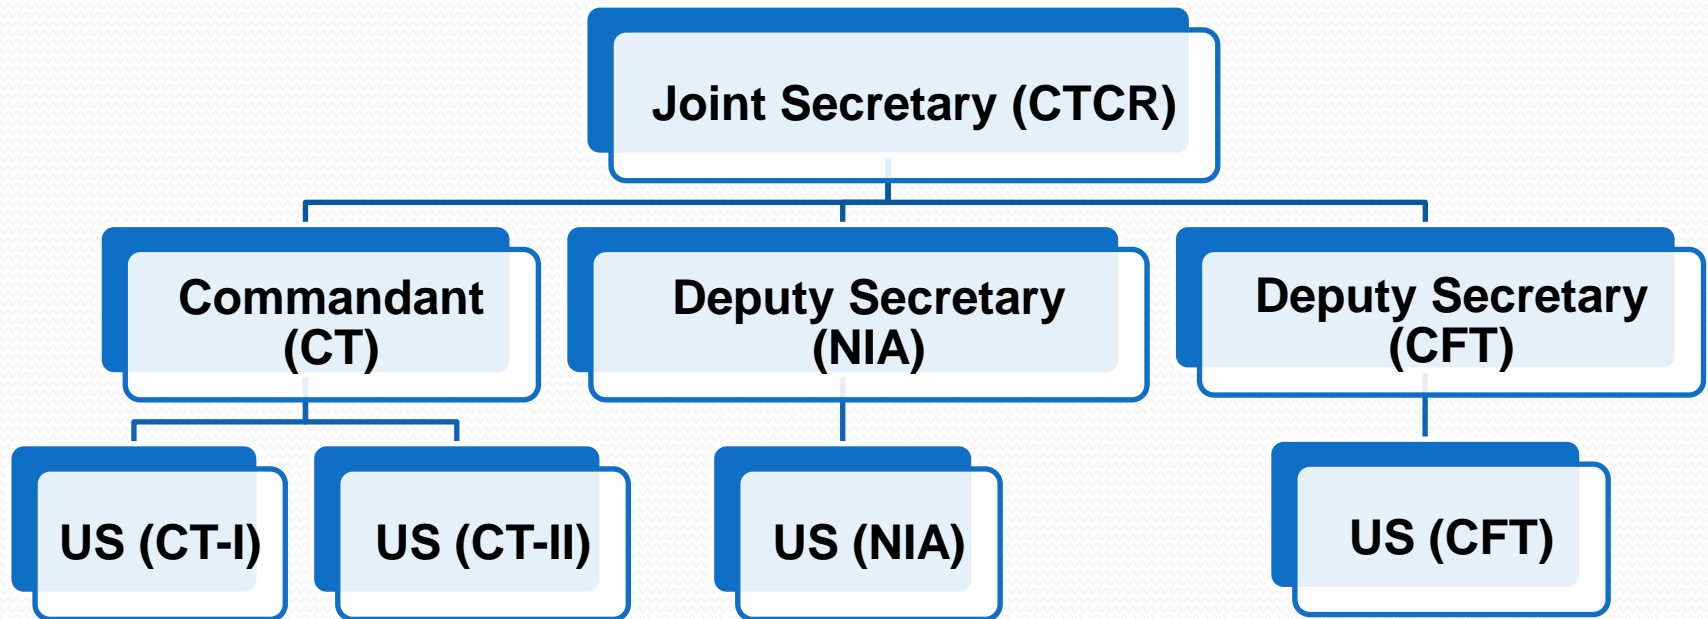 Joint Secretary (CTCR)
Commandant
(CT)
Deputy Secretary
(NIA)
Deputy Secretary
(CFT)
US (CT-I)
US (CT-II)
US (NIA)
US (CFT)